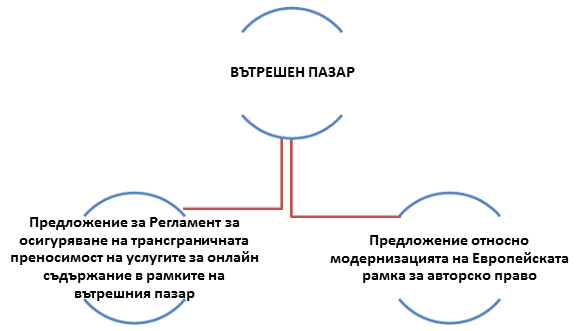 ВЪТРЕШЕН ПАЗАР
Предложение за Регламент за
осигуряване на трансграничната
преносимост на услугите за онлайн
съдържание в рамките на
вътрешния пазар
Предложение относно
модернизацията на Европейската
рамка за авторско право